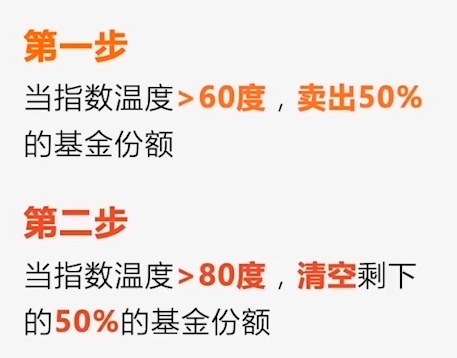 第一步
当指数温度>60度，卖出50%
的基金份额
第二步
当指数温度>80度，清空剩下
的50%的基金份额